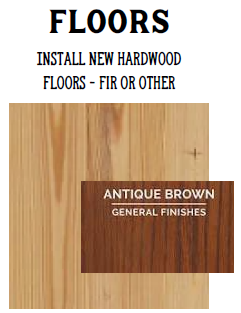 FLOORS
INSTALL NEW HARDWOOD
FLOORS - FIR OR OTHER
ANTIQUE BROWN
GENERAL FINISHES